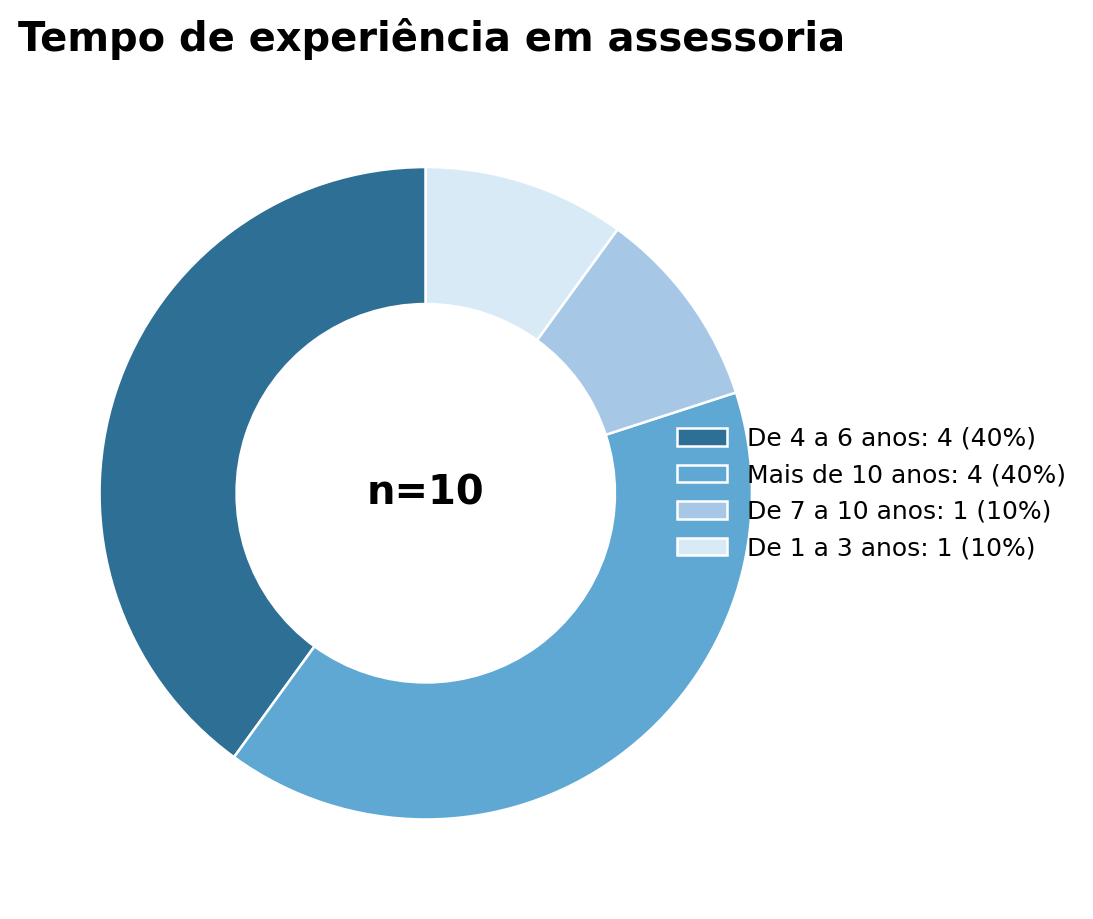 Tempo de experiência em assessoria
n=10
De 4 a 6 anos: 4 (40%)
Mais de 10 anos: 4 (40%)
De 7 a 10 anos: 1 (10%)
De 1 a 3 anos: 1 (10%)